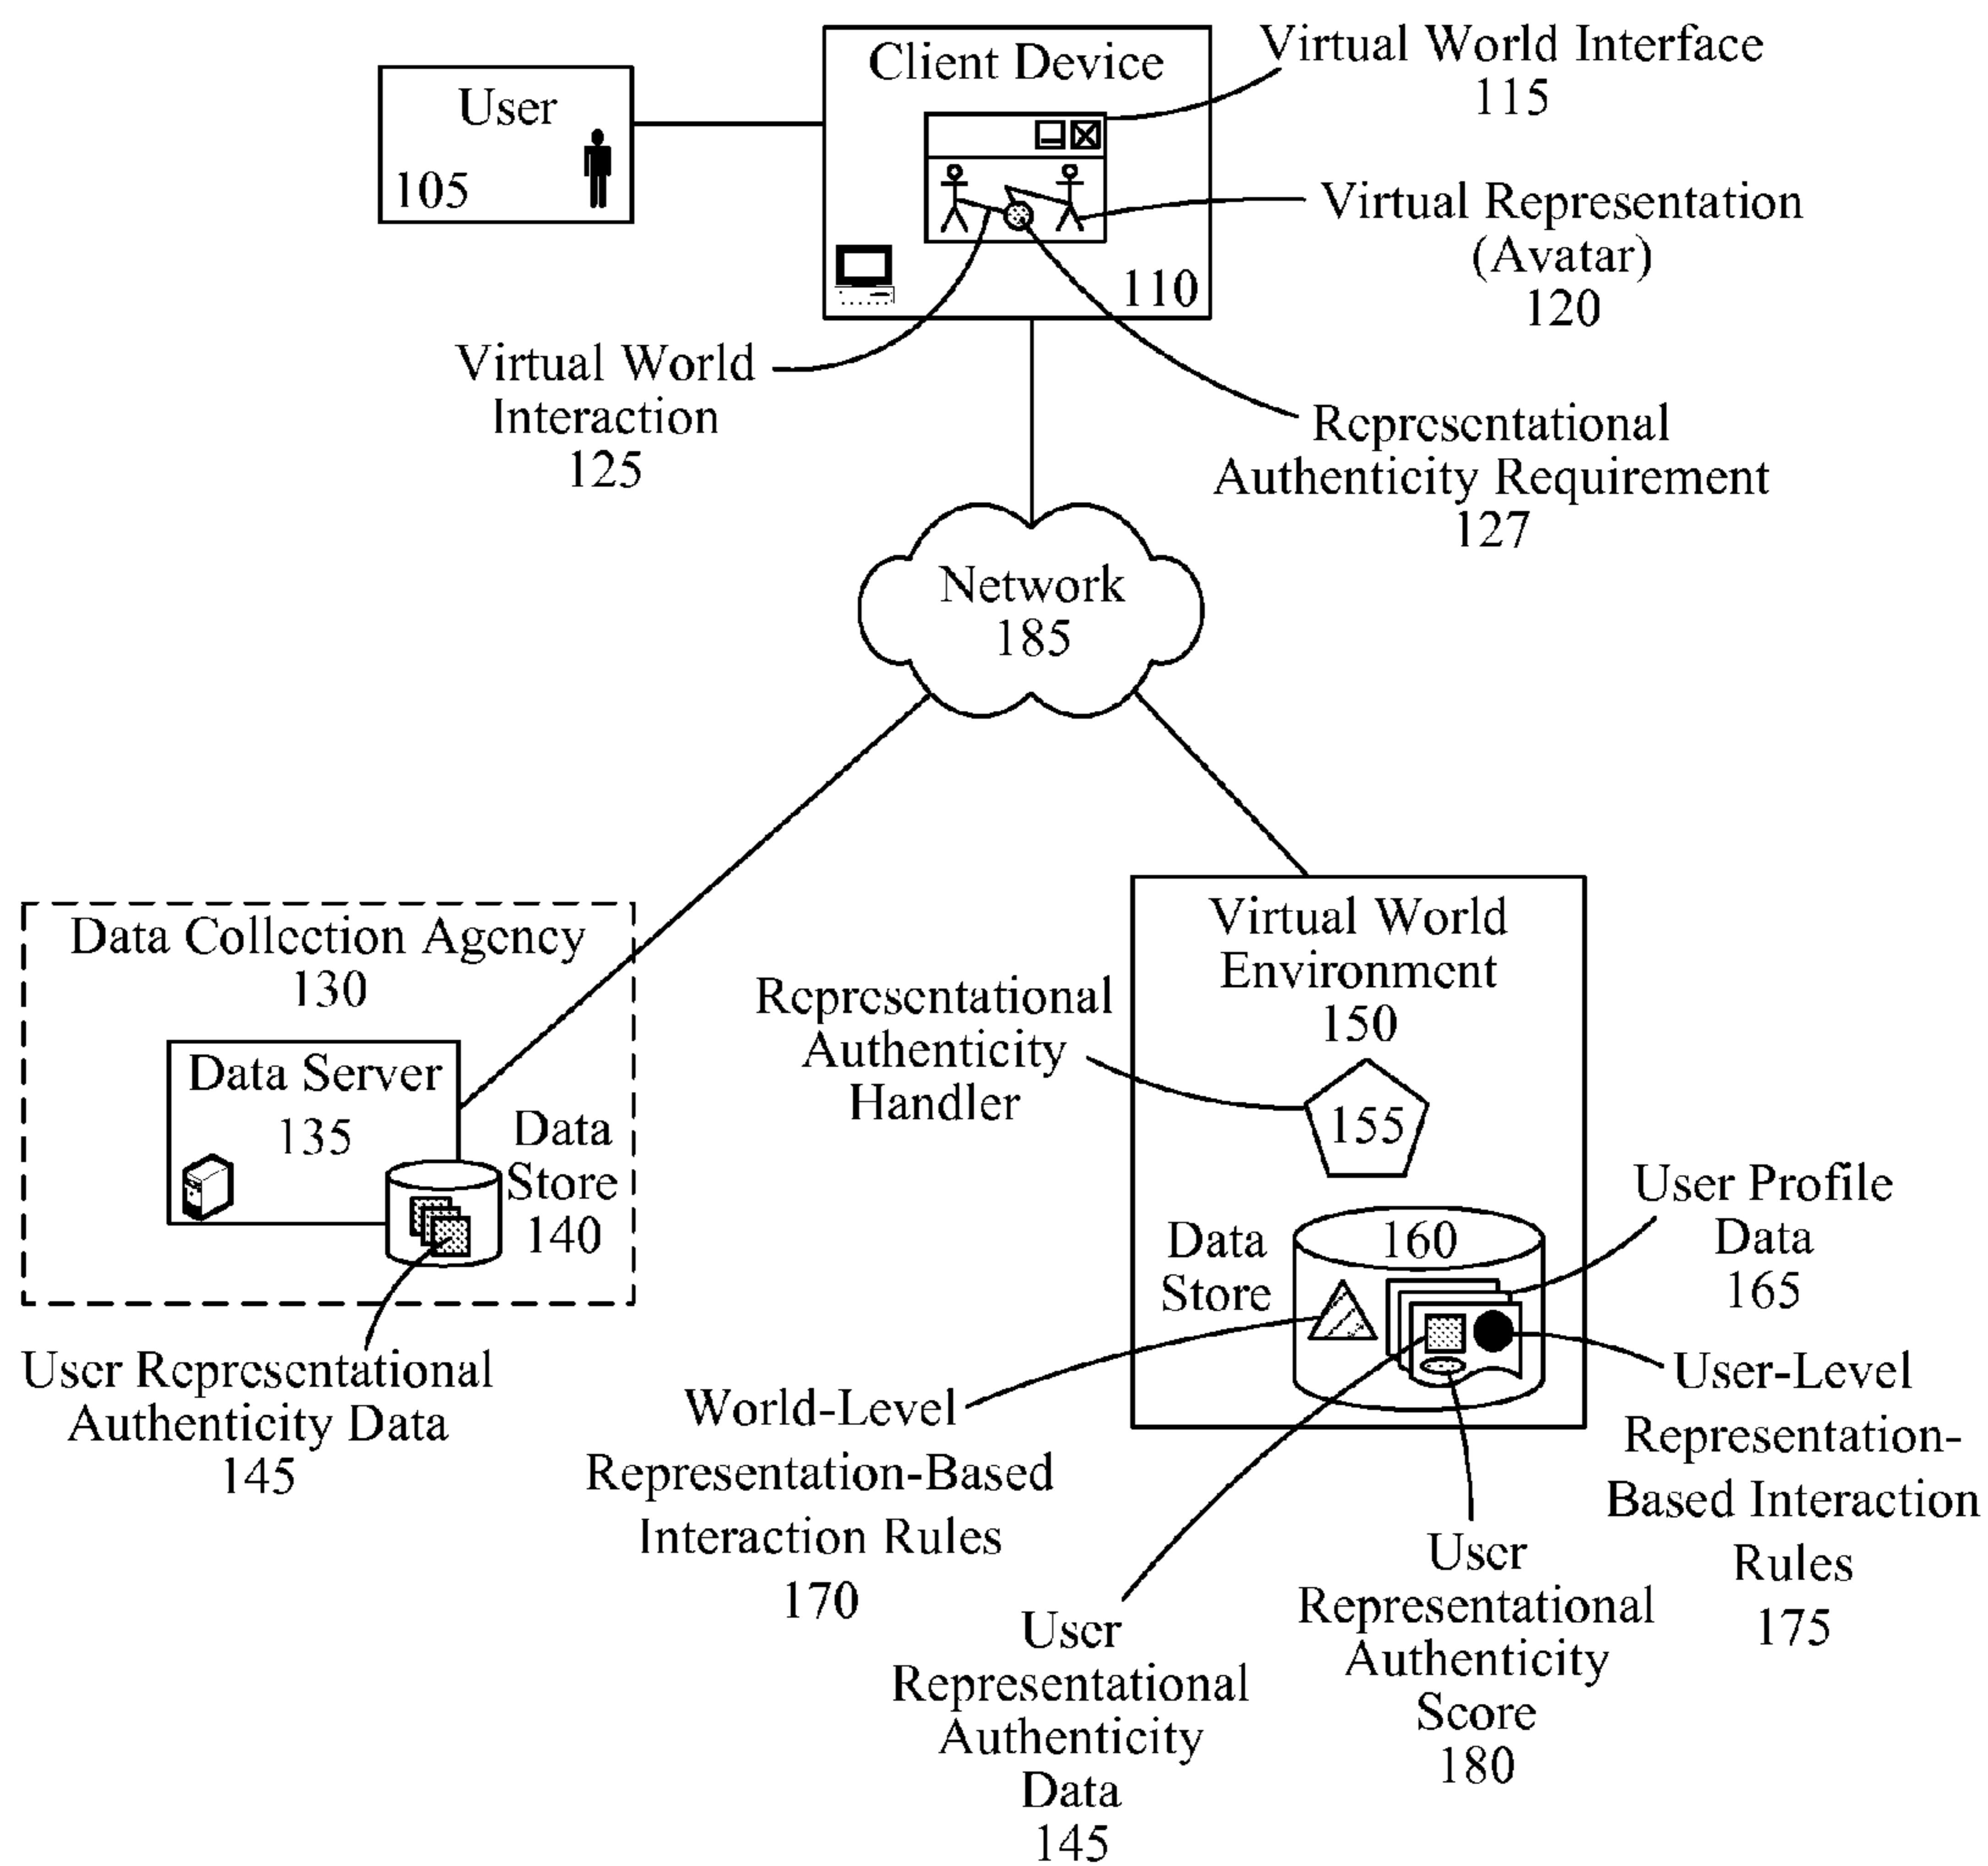 Client Device
110
User
105
Virtual World Interface
115
Virtual Representation
(Avatar)
120
Virtual World
Interaction
125
Representational
Authenticity Requirement
127
Network
185
Data Collection Agency
130
Data Server
135
Data
Store
140
User Representational
Authenticity Data
145
Virtual World
Environment
150
Representational
Authenticity
Handler
155
Data
Store
160
User Profile
Data
165
World-Level
Representation-Based
Interaction Rules
170
User-Level
Representation-
Based Interaction
Rules
175
User
Representational
Authenticity
Data
145
User
Representational
Authenticity
Score
180